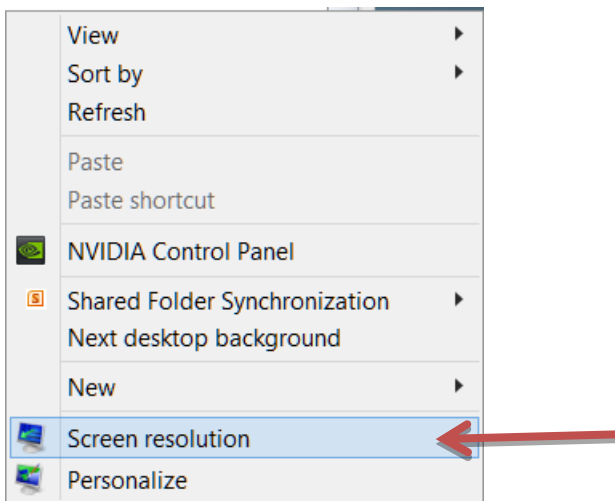 View
Sort by
Refresh
Paste
Paste shortcut
NVIDIA Control Panel
S
Shared Folder Synchronization
Next desktop background
New
Screen resolution
Personalize